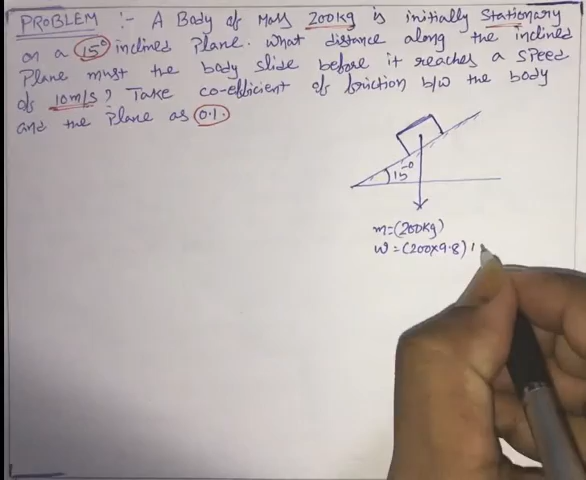 PROBLEM :- A Body of Mass 200kg is initially Stationary
on a 15° inclined Plane. What distance along the inclined
Plane must the body slide before it reaches a speed
of 10m/s? Take co-efficient of friction b/w the body
and the Plane as 0.1.
15°
m=(200kg)
W=(200×9.8)